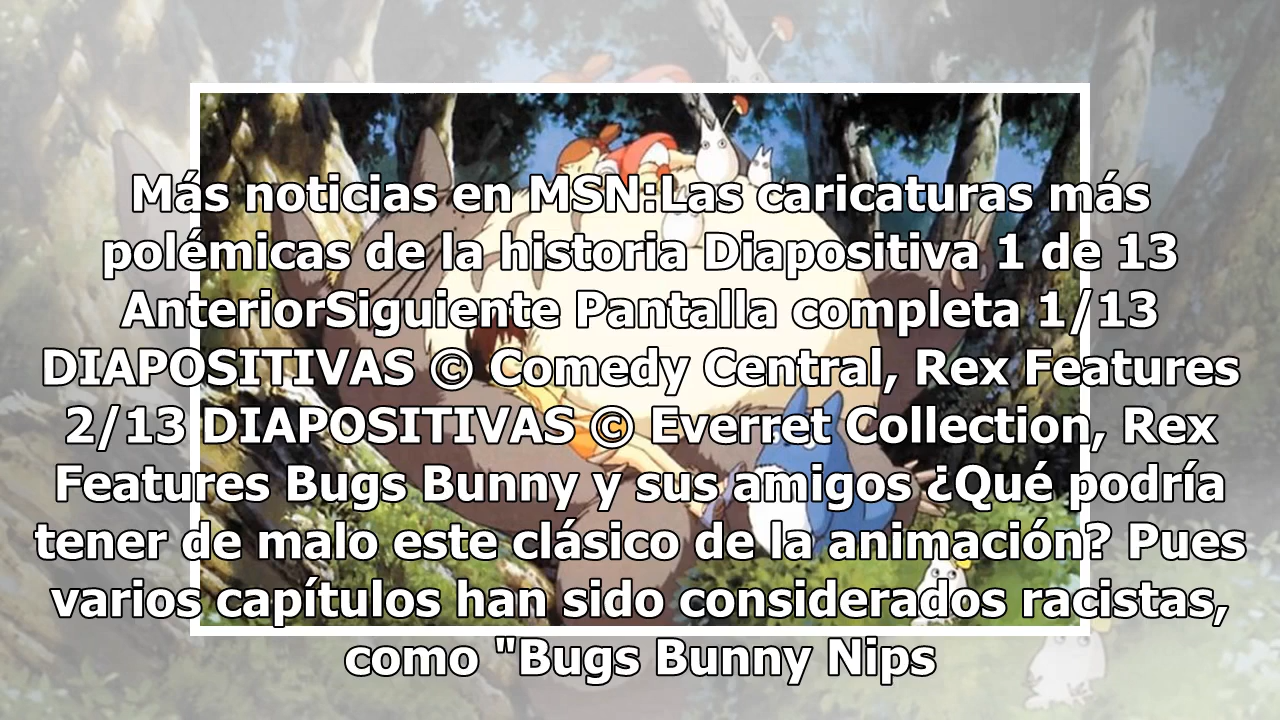 Más noticias en MSN:Las caricaturas más
polémicas de la historia Diapositiva 1 de 13
AnteriorSiguiente Pantalla completa 1/13
DIAPOSITIVAS © Comedy Central, Rex Features
2/13 DIAPOSITIVAS © Everret Collection, Rex
Features Bugs Bunny y sus amigos ¿Qué podría
tener de malo este clásico de la animación? Pues
varios capítulos han sido considerados racistas,
como "Bugs Bunny Nips